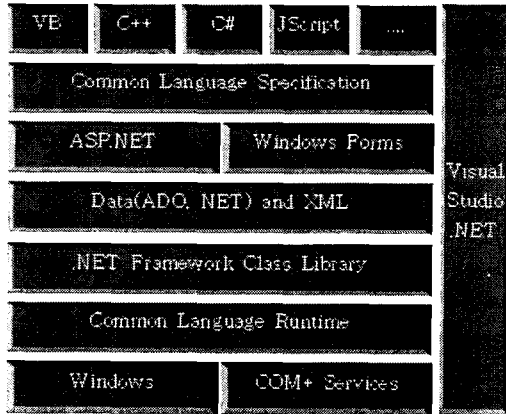 VB C++ C# JScript ....
Common Language Specification
ASP.NET Windows Forms
Data(ADO, NET) and XML
.NET Framework Class Library
Common Language Runtime
Windows COM+ Services
Visual
Studio
.NET